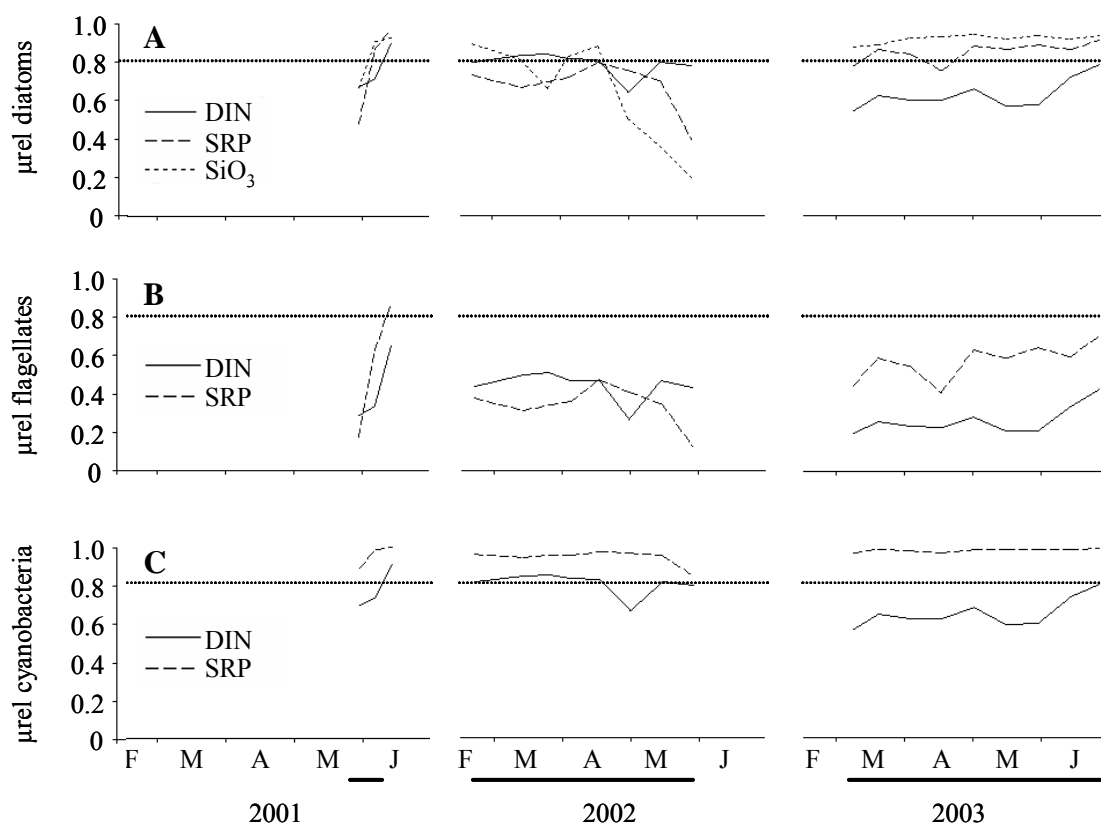 µrel diatoms
1.0
0.8
0.6
0.4
0.2
0
A
DIN
SRP
SiO₃
µrel flagellates
1.0
0.8
0.6
0.4
0.2
0
B
DIN
SRP
µrel cyanobacteria
1.0
0.8
0.6
0.4
0.2
0
C
DIN
SRP
F M A M J F M A M J F M A M J
2001 2002 2003